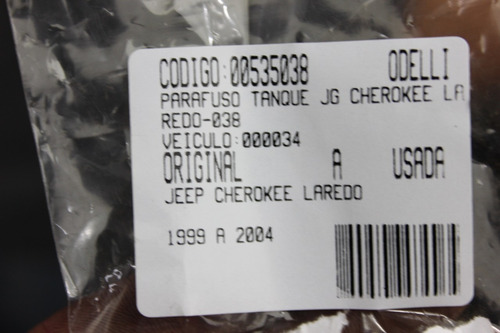 CODIGO:00535038 ODELLI
PARAFUSO TANQUE JG CHEROKEE LA
REDO-038
VEICULO:000034
ORIGINAL A USADA
JEEP CHEROKEE LAREDO
1999 A 2004